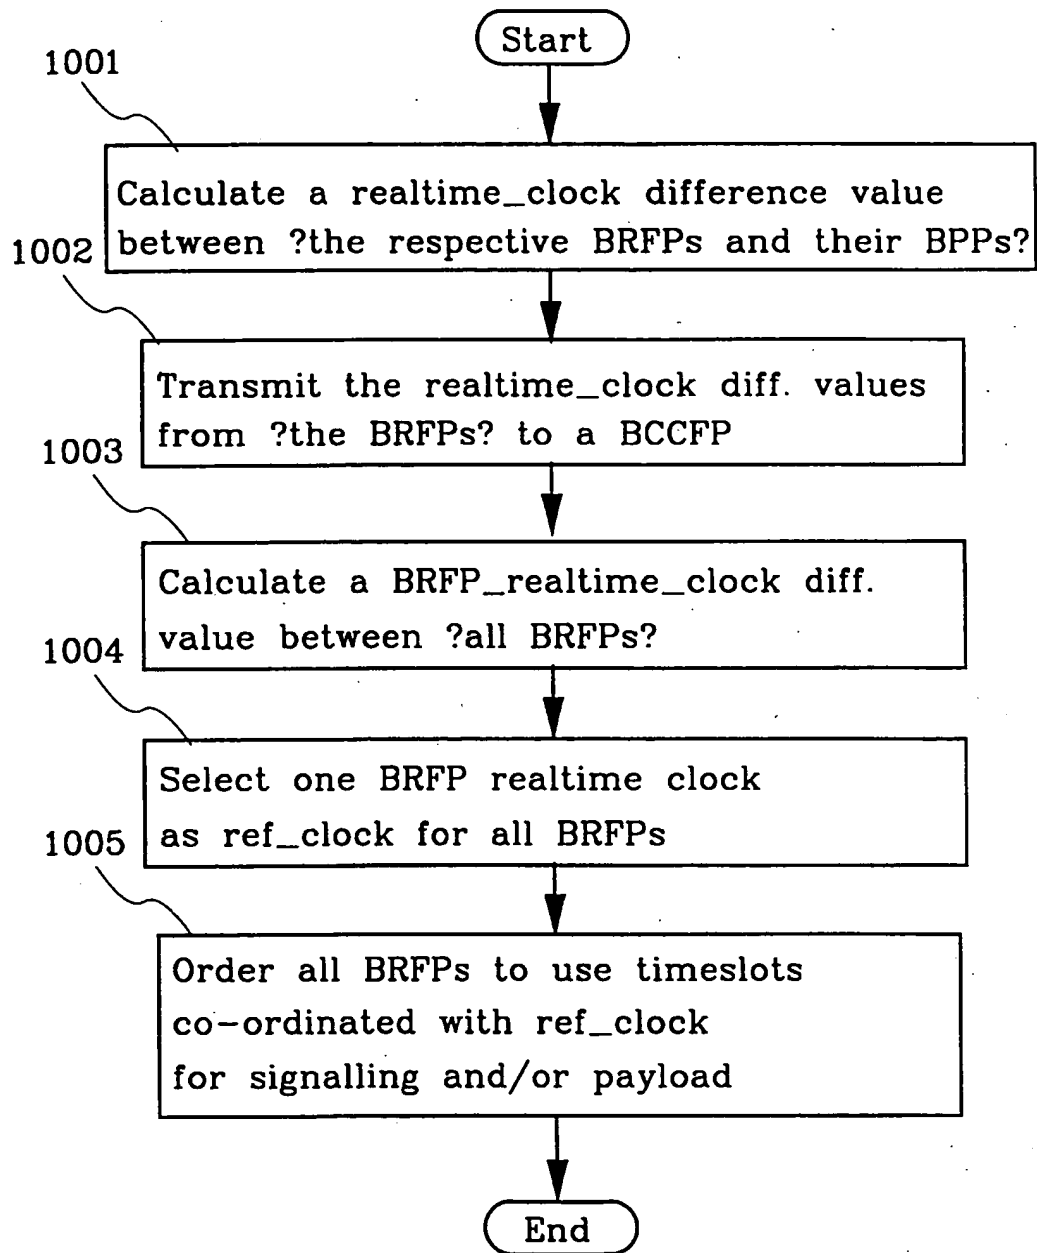 Start
1001
Calculate a realtime_clock difference value
between ?the respective BRFPs and their BPPs?
1002
Transmit the realtime_clock diff. values
from ?the BRFPs? to a BCCFP
1003
Calculate a BRFP_realtime_clock diff.
value between ?all BRFPs?
1004
Select one BRFP realtime clock
as ref_clock for all BRFPs
1005
Order all BRFPs to use timeslots
co-ordinated with ref_clock
for signalling and/or payload
End